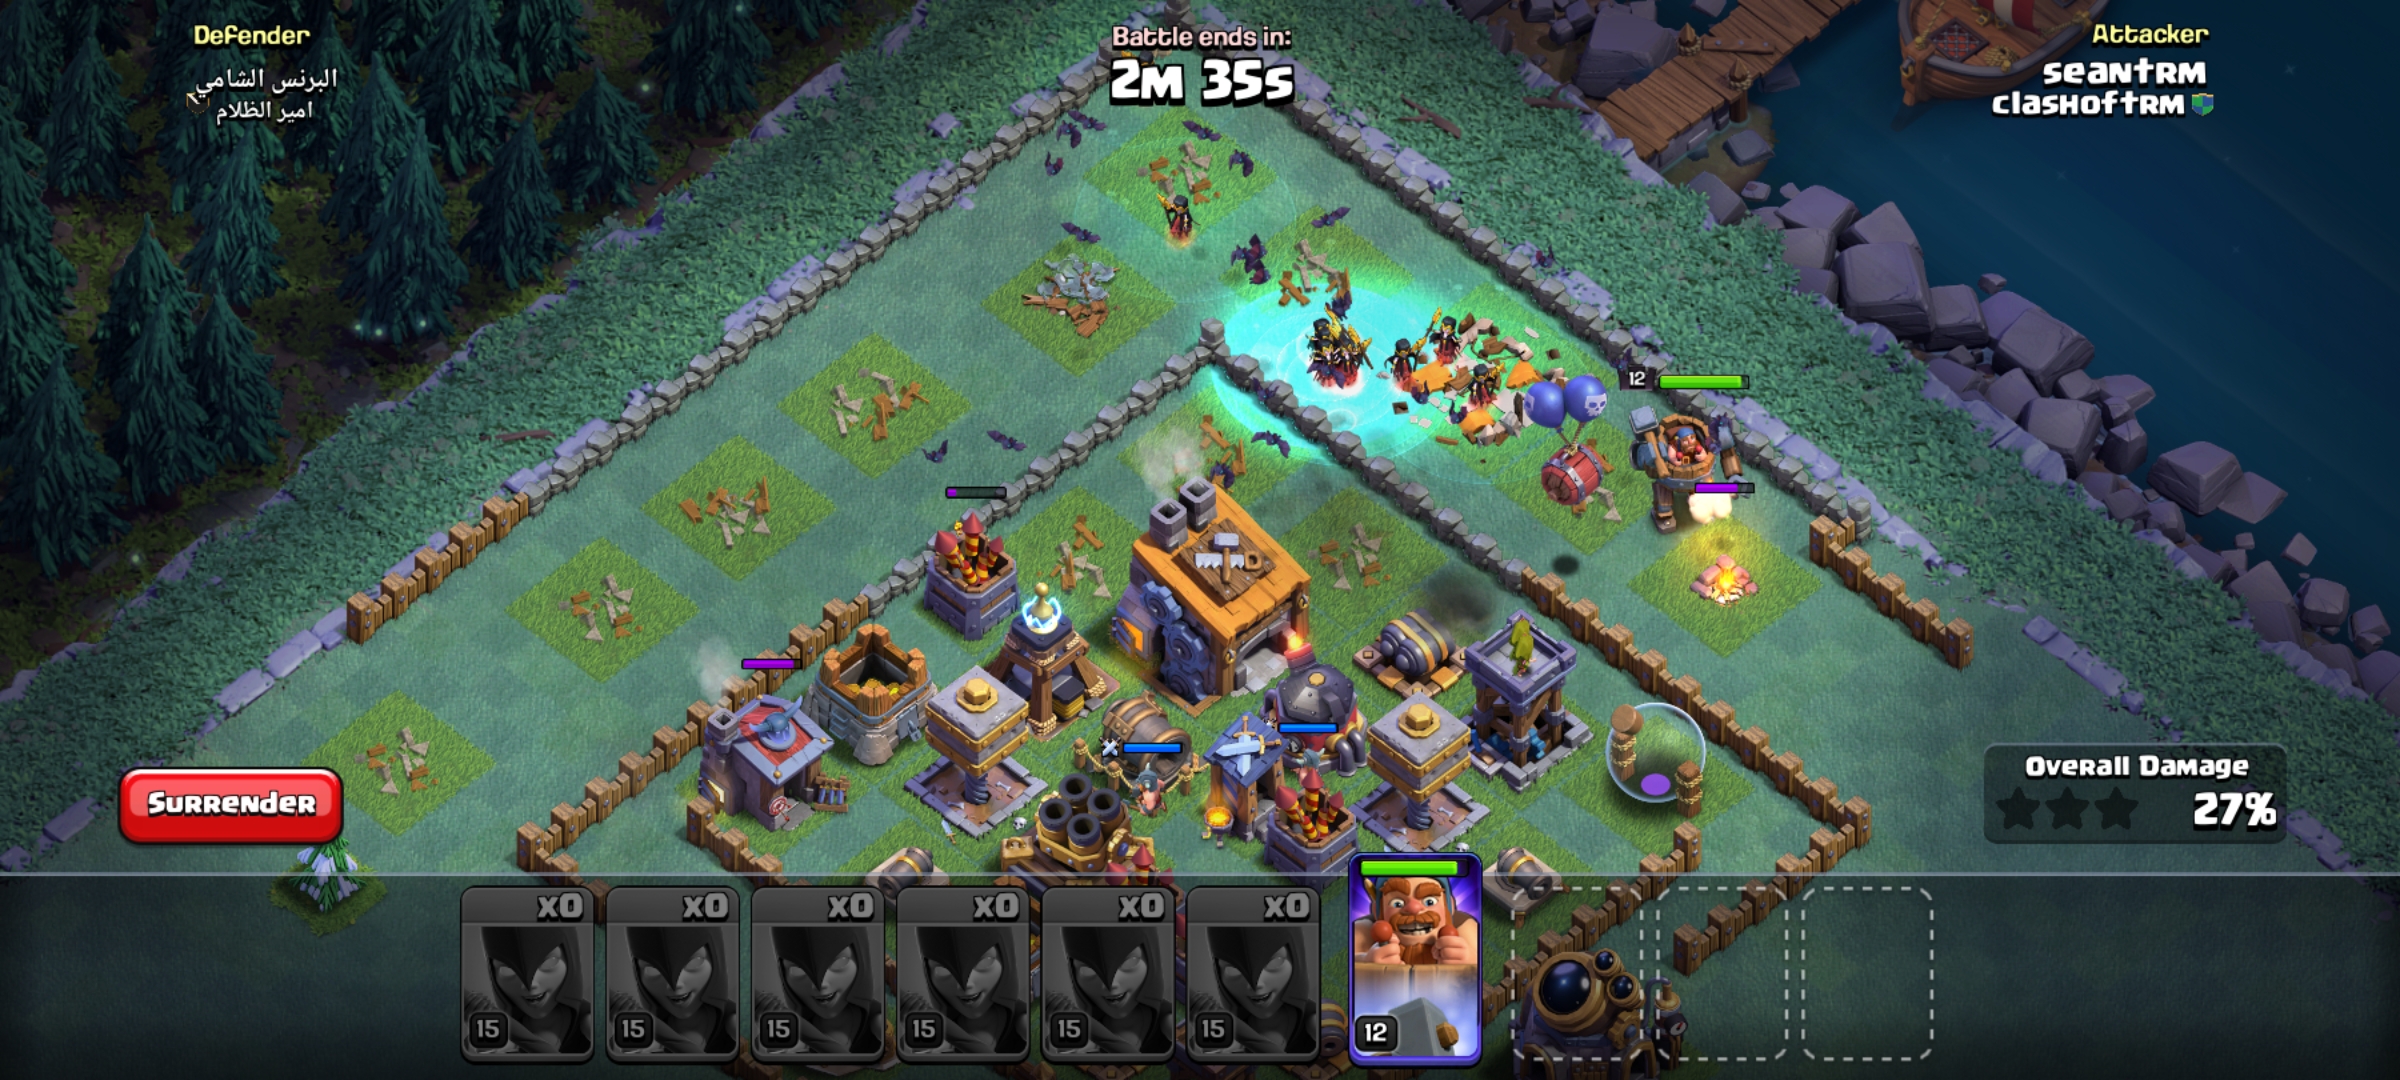 Defender
البرنس الشامي
امير الظلام
Battle ends in:
2M 35s
Attacker
seantRM
clashoftRM
12
Surrender
Overall Damage
27%
x0 x0 x0 x0 x0 x0
15 15 15 15 15 15 12